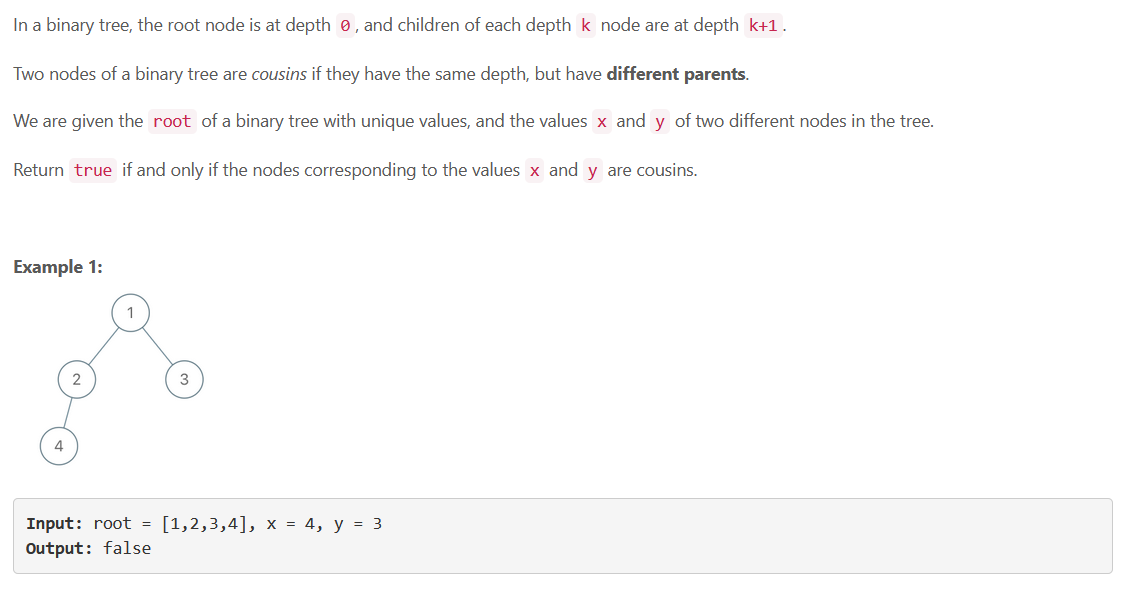 In a binary tree, the root node is at depth 0, and children of each depth k node are at depth k+1.
Two nodes of a binary tree are cousins if they have the same depth, but have different parents.
We are given the root of a binary tree with unique values, and the values x and y of two different nodes in the tree.
Return true if and only if the nodes corresponding to the values x and y are cousins.
Example 1:
1
2 3
4
Input: root = [1,2,3,4], x = 4, y = 3
Output: false